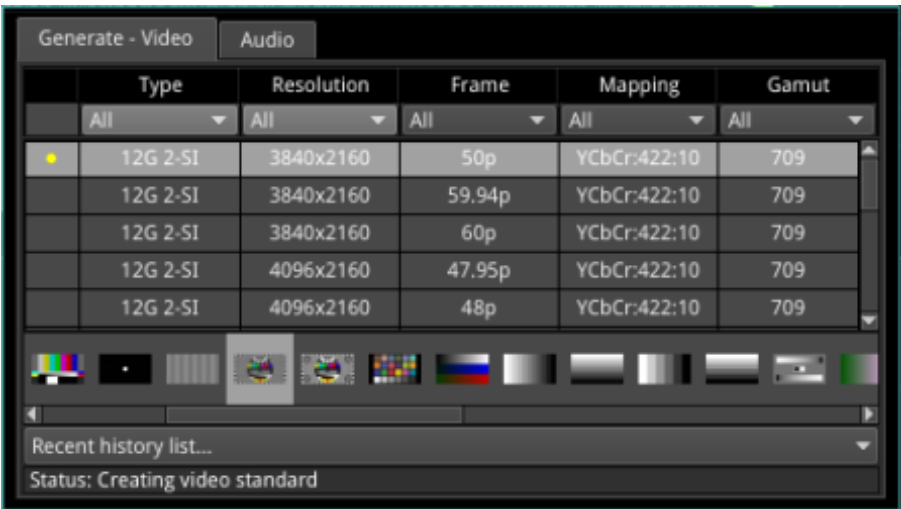 Generate - Video Audio
Type Resolution Frame Mapping Gamut
All All All All All
12G 2-SI 3840x2160 50p YCbCr:422:10 709
12G 2-SI 3840x2160 59.94p YCbCr:422:10 709
12G 2-SI 3840x2160 60p YCbCr:422:10 709
12G 2-SI 4096x2160 47.95p YCbCr:422:10 709
12G 2-SI 4096x2160 48p YCbCr:422:10 709
Recent history list...
Status: Creating video standard